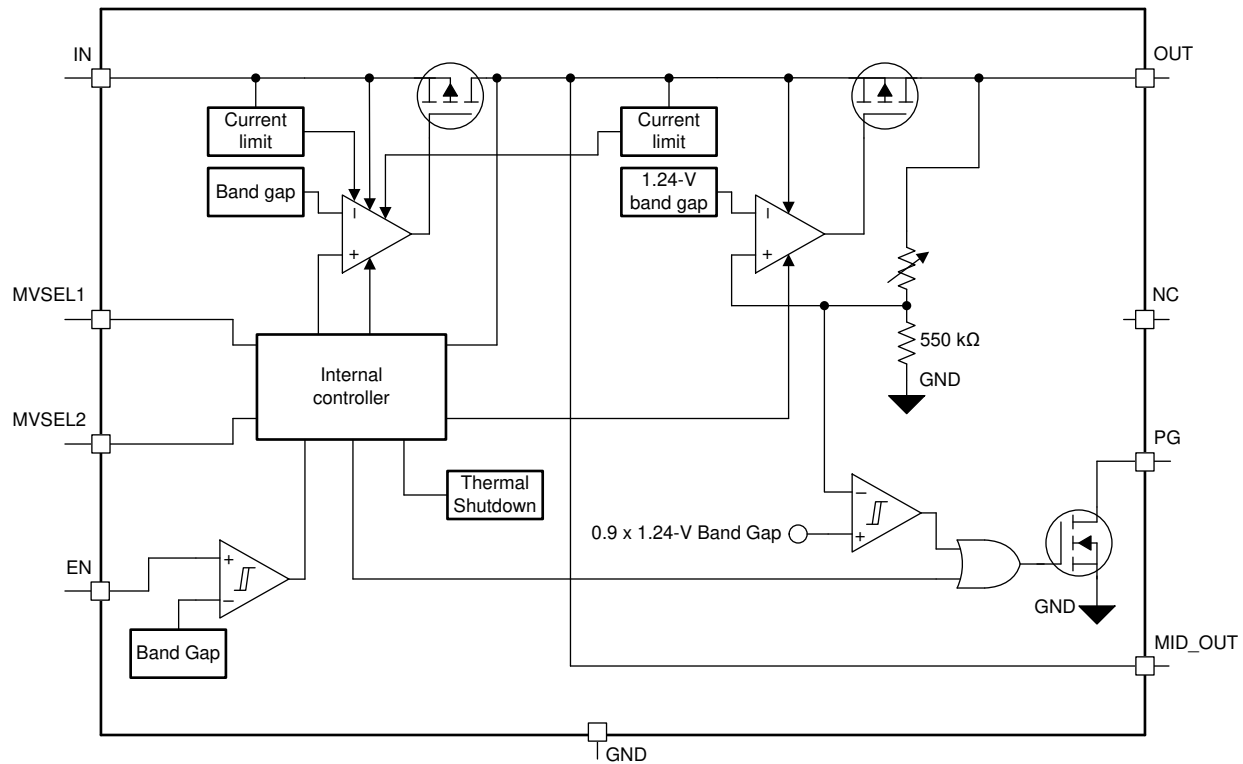 IN
OUT
Current
limit
Current
limit
Band gap
1.24-V
band gap
−
+
−
+
MVSEL1
NC
550 kΩ
GND
Internal
controller
MVSEL2
PG
Thermal
Shutdown
−
0.9 x 1.24-V Band Gap
+
EN
+
−
GND
Band Gap
MID_OUT
GND